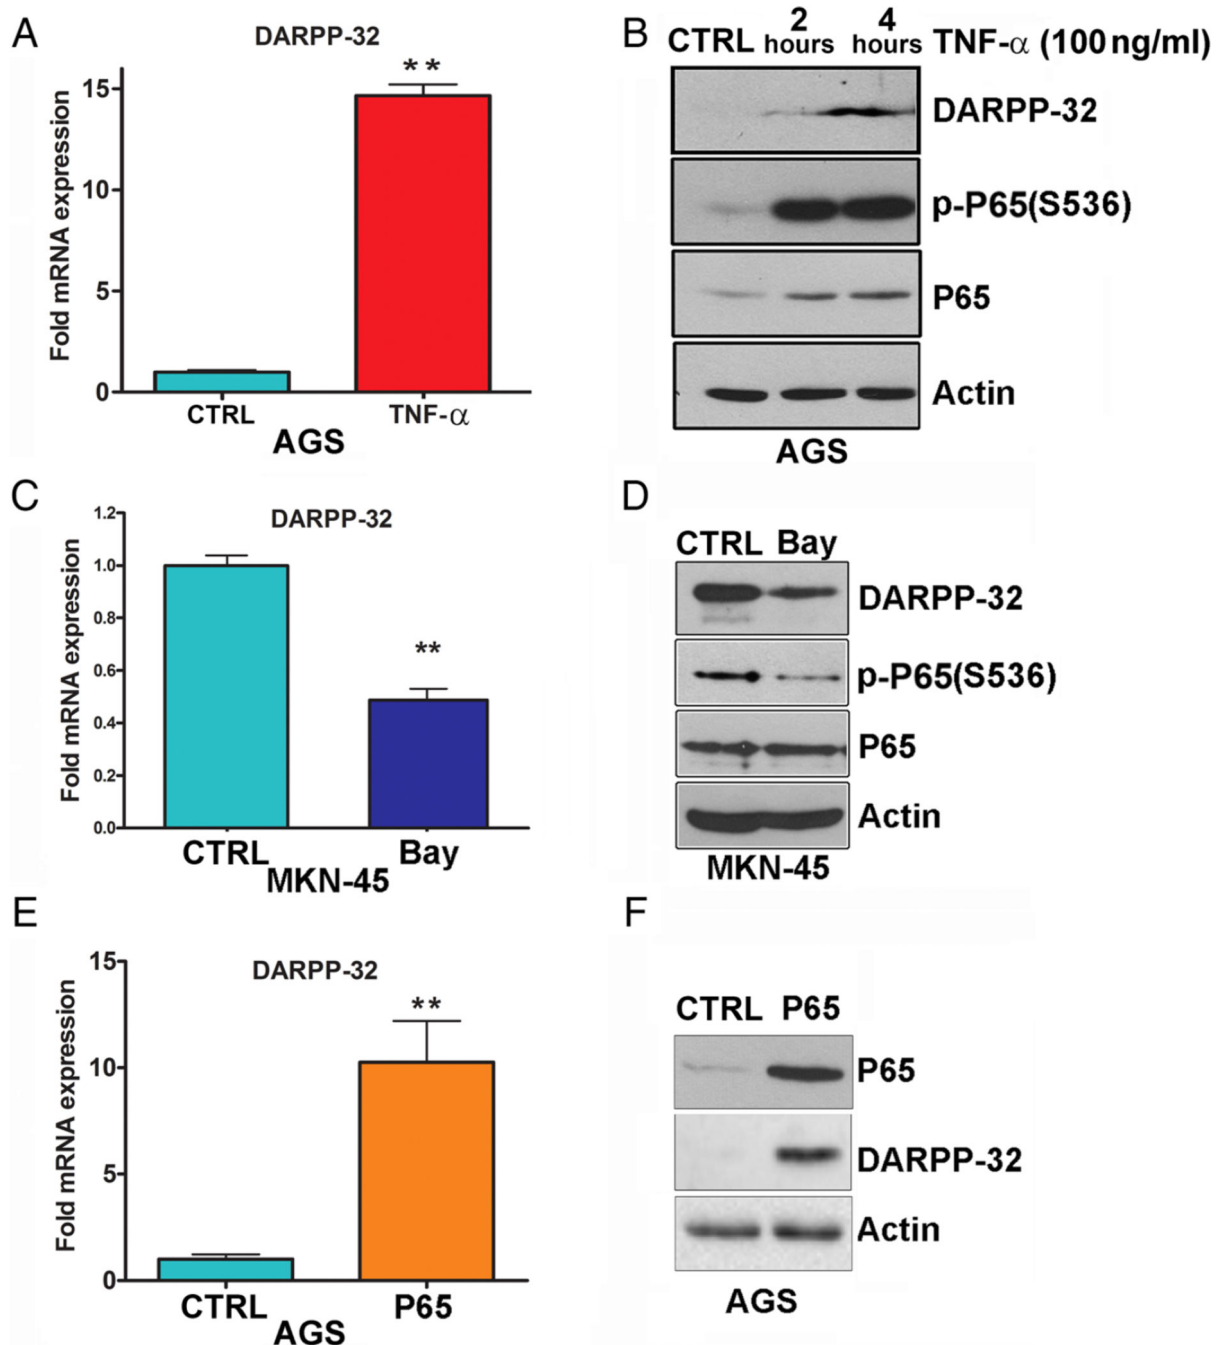 A
DARPP-32
**
Fold mRNA expression
15
10
5
0
CTRL
TNF-α
AGS
B
CTRL 2 hours 4 hours TNF-α (100 ng/ml)
DARPP-32
p-P65(S536)
P65
Actin
AGS
C
DARPP-32
**
Fold mRNA expression
1.2
1.0
0.8
0.6
0.4
0.2
0.0
CTRL
Bay
MKN-45
D
CTRL Bay
DARPP-32
p-P65(S536)
P65
Actin
MKN-45
E
DARPP-32
**
Fold mRNA expression
15
10
5
0
CTRL
P65
AGS
F
CTRL P65
P65
DARPP-32
Actin
AGS